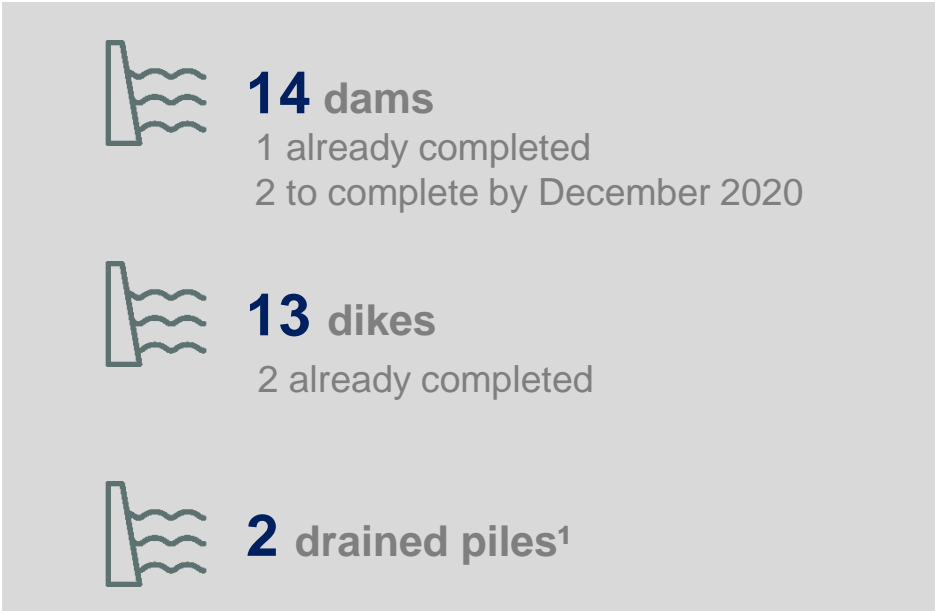 14 dams
1 already completed
2 to complete by December 2020
13 dikes
2 already completed
2 drained piles¹